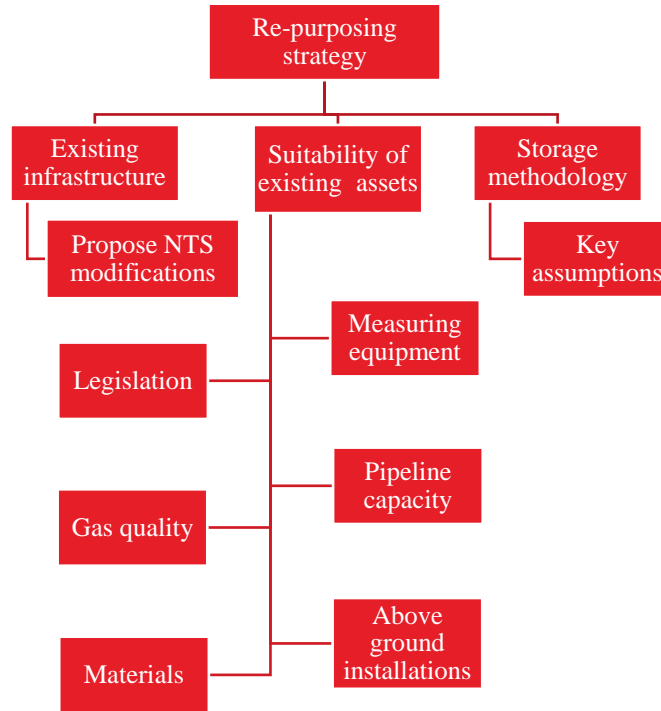 Re-purposing
strategy
Existing
infrastructure
Suitability of
existing assets
Storage
methodology
Propose NTS
modifications
Key
assumptions
Measuring
equipment
Legislation
Pipeline
capacity
Gas quality
Above
ground
installations
Materials